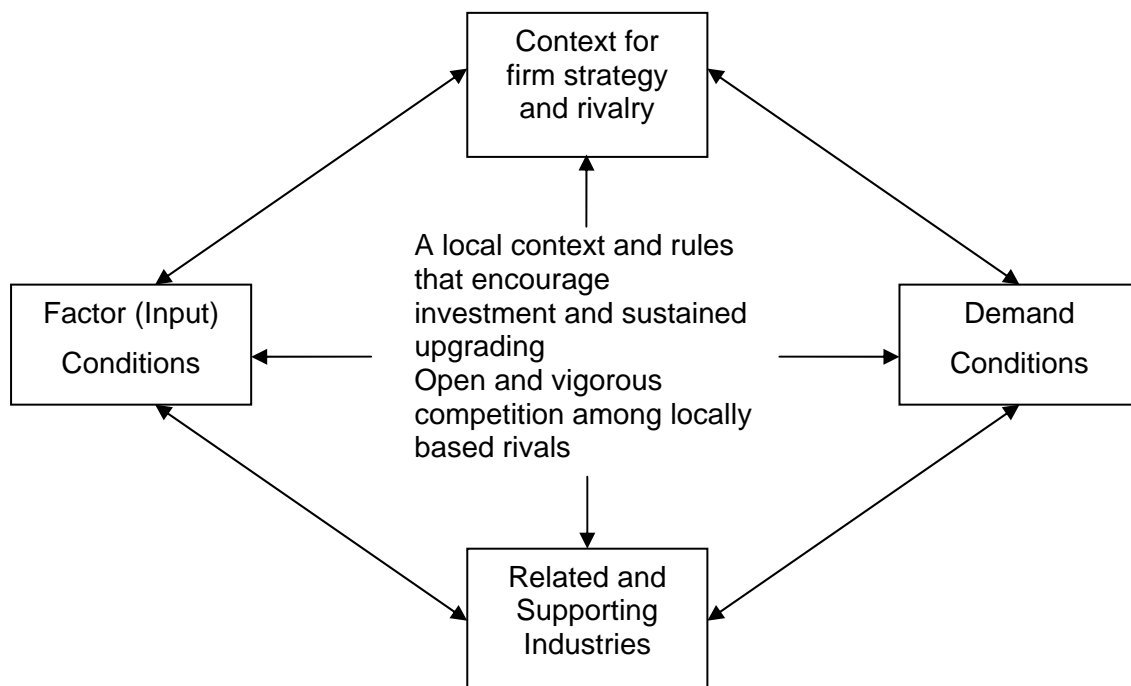 Context for
firm strategy
and rivalry
A local context and rules
that encourage
investment and sustained
upgrading
Open and vigorous
competition among locally
based rivals
Factor (Input)
Conditions
Demand
Conditions
Related and
Supporting
Industries